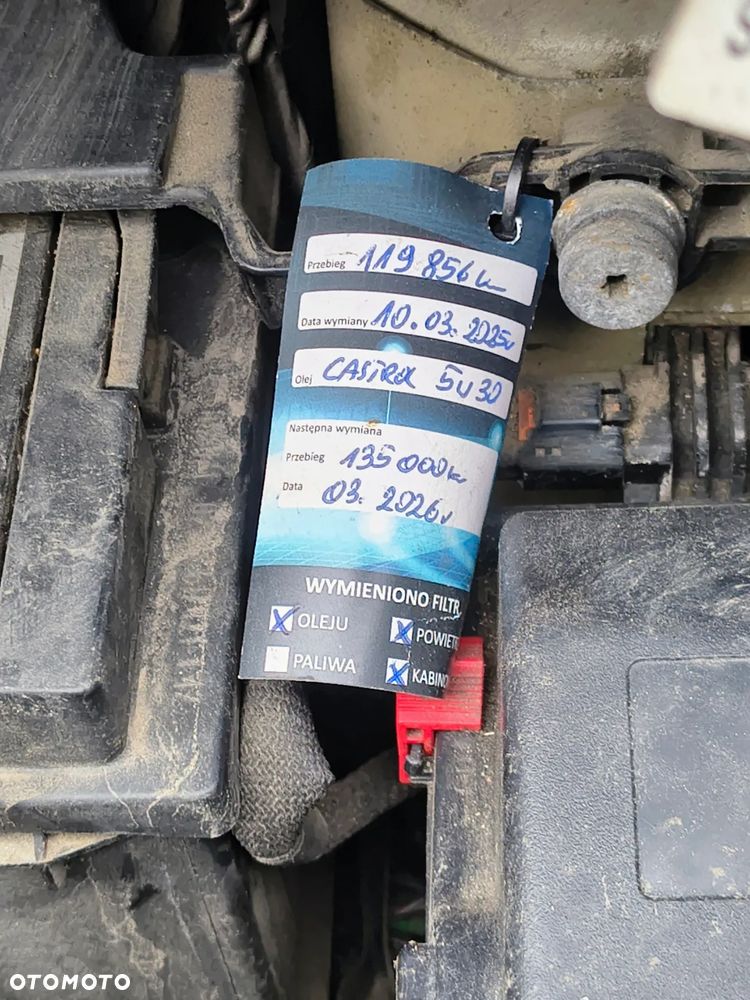 Przebieg 119 856 km
Data wymiany 10.03.2025r
Olej CASTROL 5W30
Następna wymiana
Przebieg 135 000 km
Data 03.2026r
WYMIENIONO FILTR
OLEJU
POWIET
PALIWA
KABINO
OTOMOTO